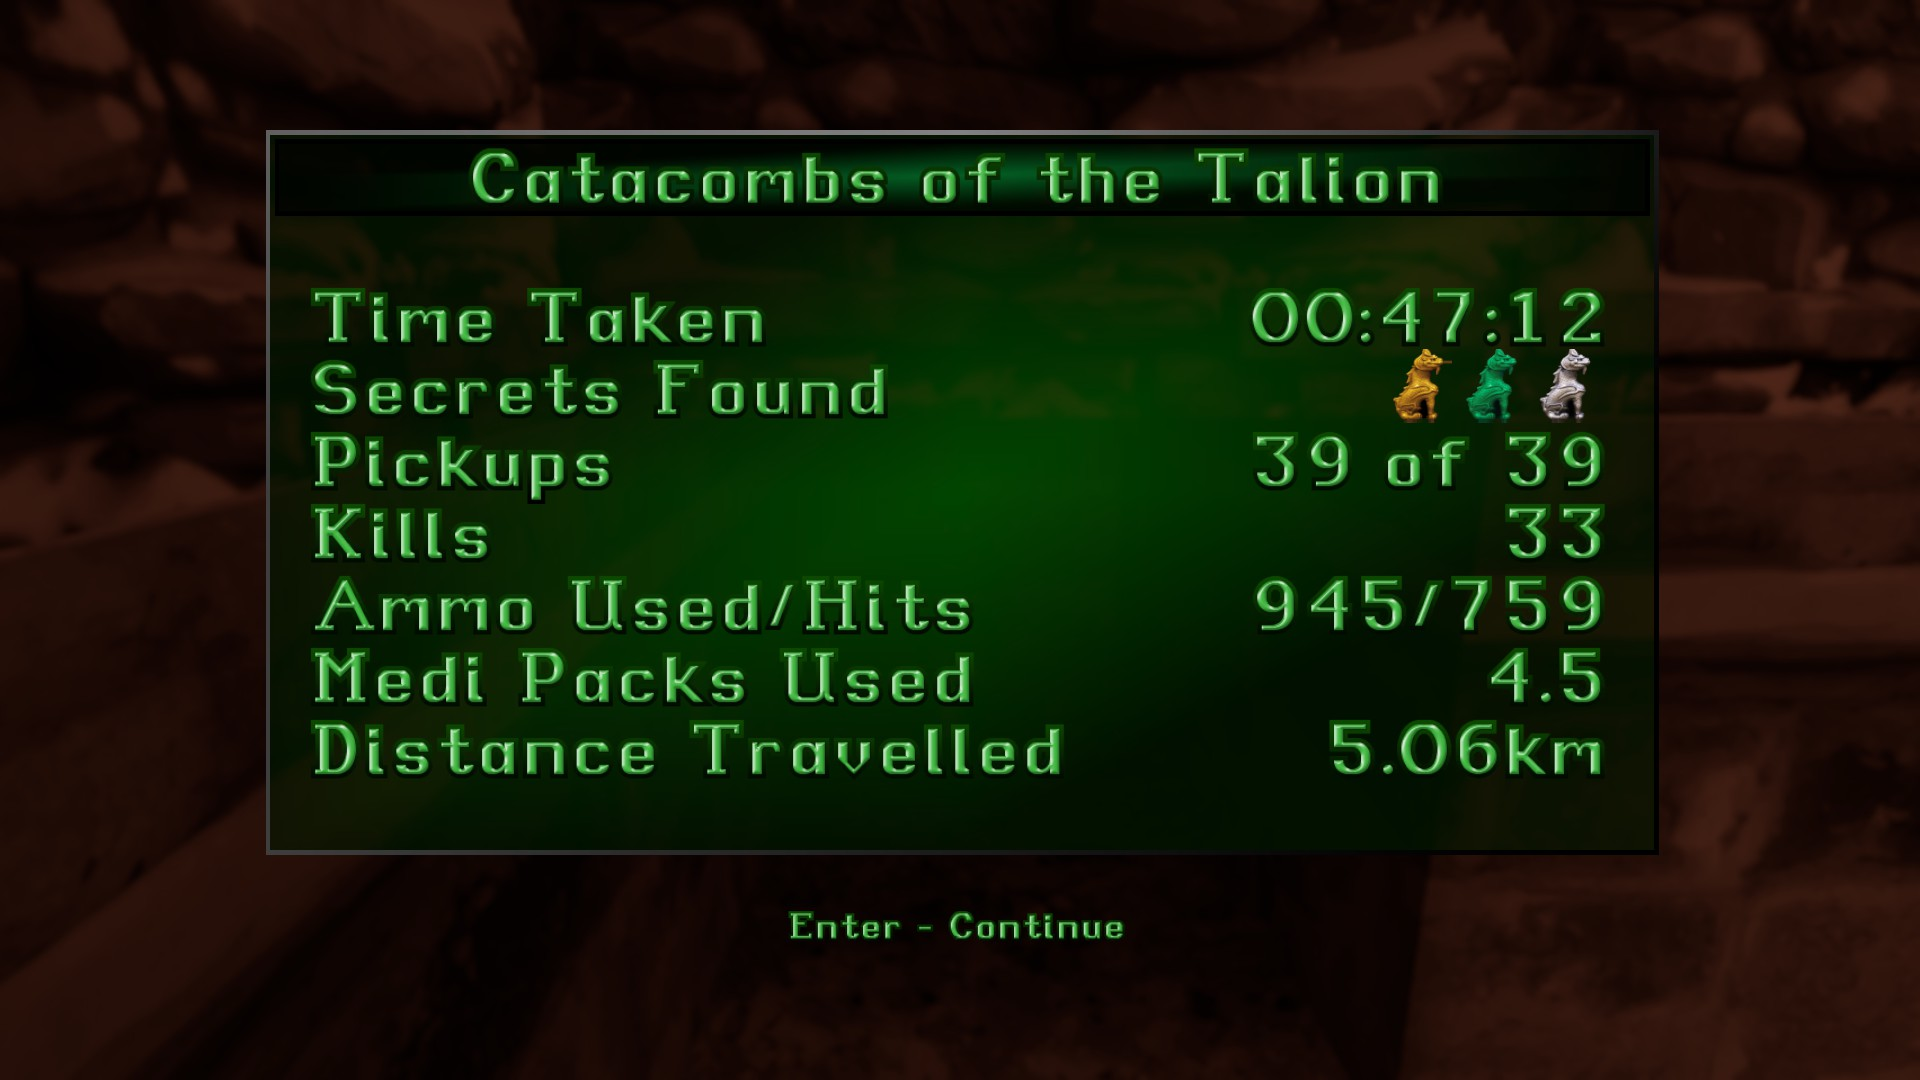 Catacombs of the Talion
Time Taken 00:47:12
Secrets Found
Pickups 39 of 39
Kills 33
Ammo Used/Hits 945/759
Medi Packs Used 4.5
Distance Travelled 5.06km
Enter - Continue